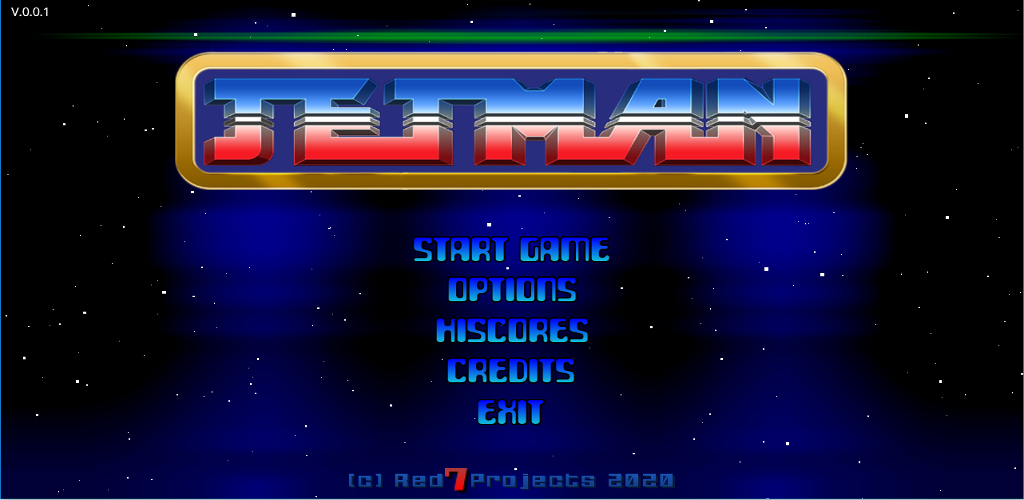 V.0.0.1
JETMAN
START GAME
OPTIONS
HISCORES
CREDITS
EXIT
(c) Red7Projects 2020